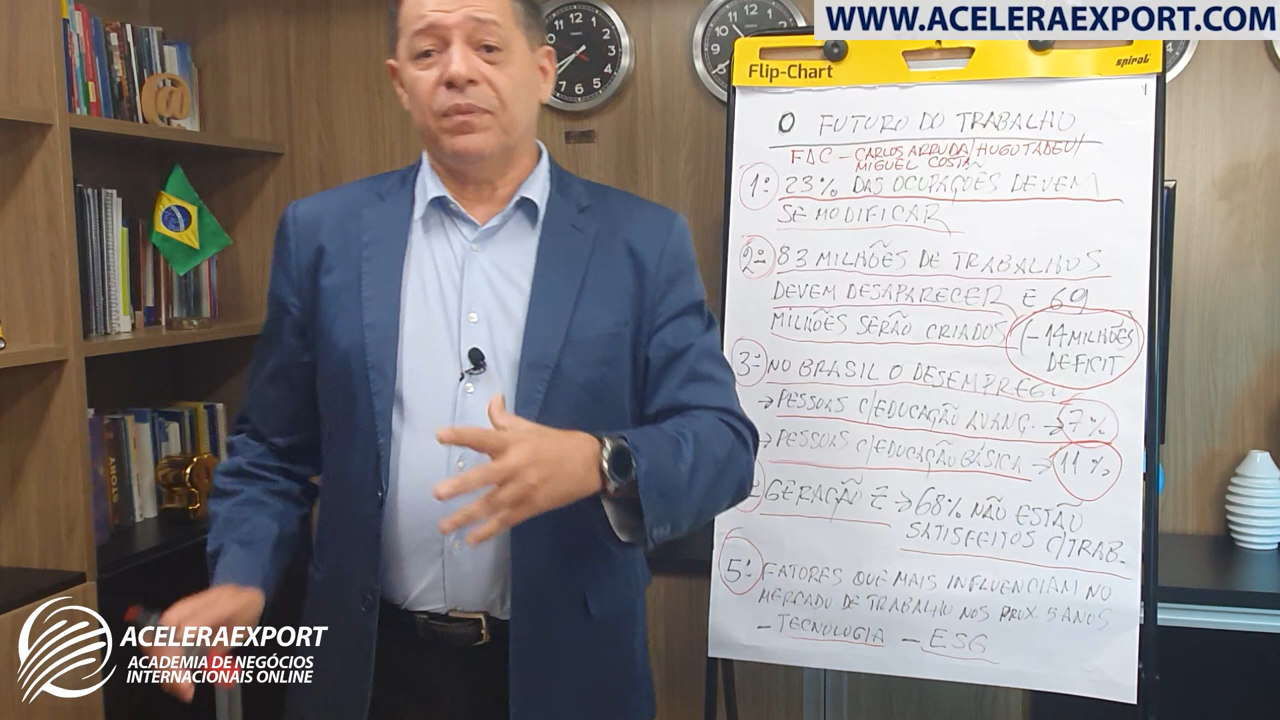 WWW.ACELERAEXPORT.COM
Flip-Chart
spiral
O FUTURO DO TRABALHO
FDC - CARLOS ARRUDA/HUGO TADEU/
MIGUEL COSTA
1º 23% DAS OCUPAÇÕES DEVEM
SE MODIFICAR
2º 83 MILHÕES DE TRABALHOS
DEVEM DESAPARECER E 69
MILHÕES SERÃO CRIADOS (-14 MILHÕES
DEFICIT
3º NO BRASIL O DESEMPREGO
→ PESSOAS C/EDUCAÇÃO AVANÇ. → 7%
→ PESSOAS C/EDUCAÇÃO BÁSICA → 11%
GERAÇÃO Z → 68% NÃO ESTÃO
SATISFEITOS C/TRAB.
5º FATORES QUE MAIS INFLUENCIAM NO
MERCADO DE TRABALHO NOS PROX. 5 ANOS
- TECNOLOGIA - ESG
STORY
ACELERAEXPORT
ACADEMIA DE NEGÓCIOS
INTERNACIONAIS ONLINE